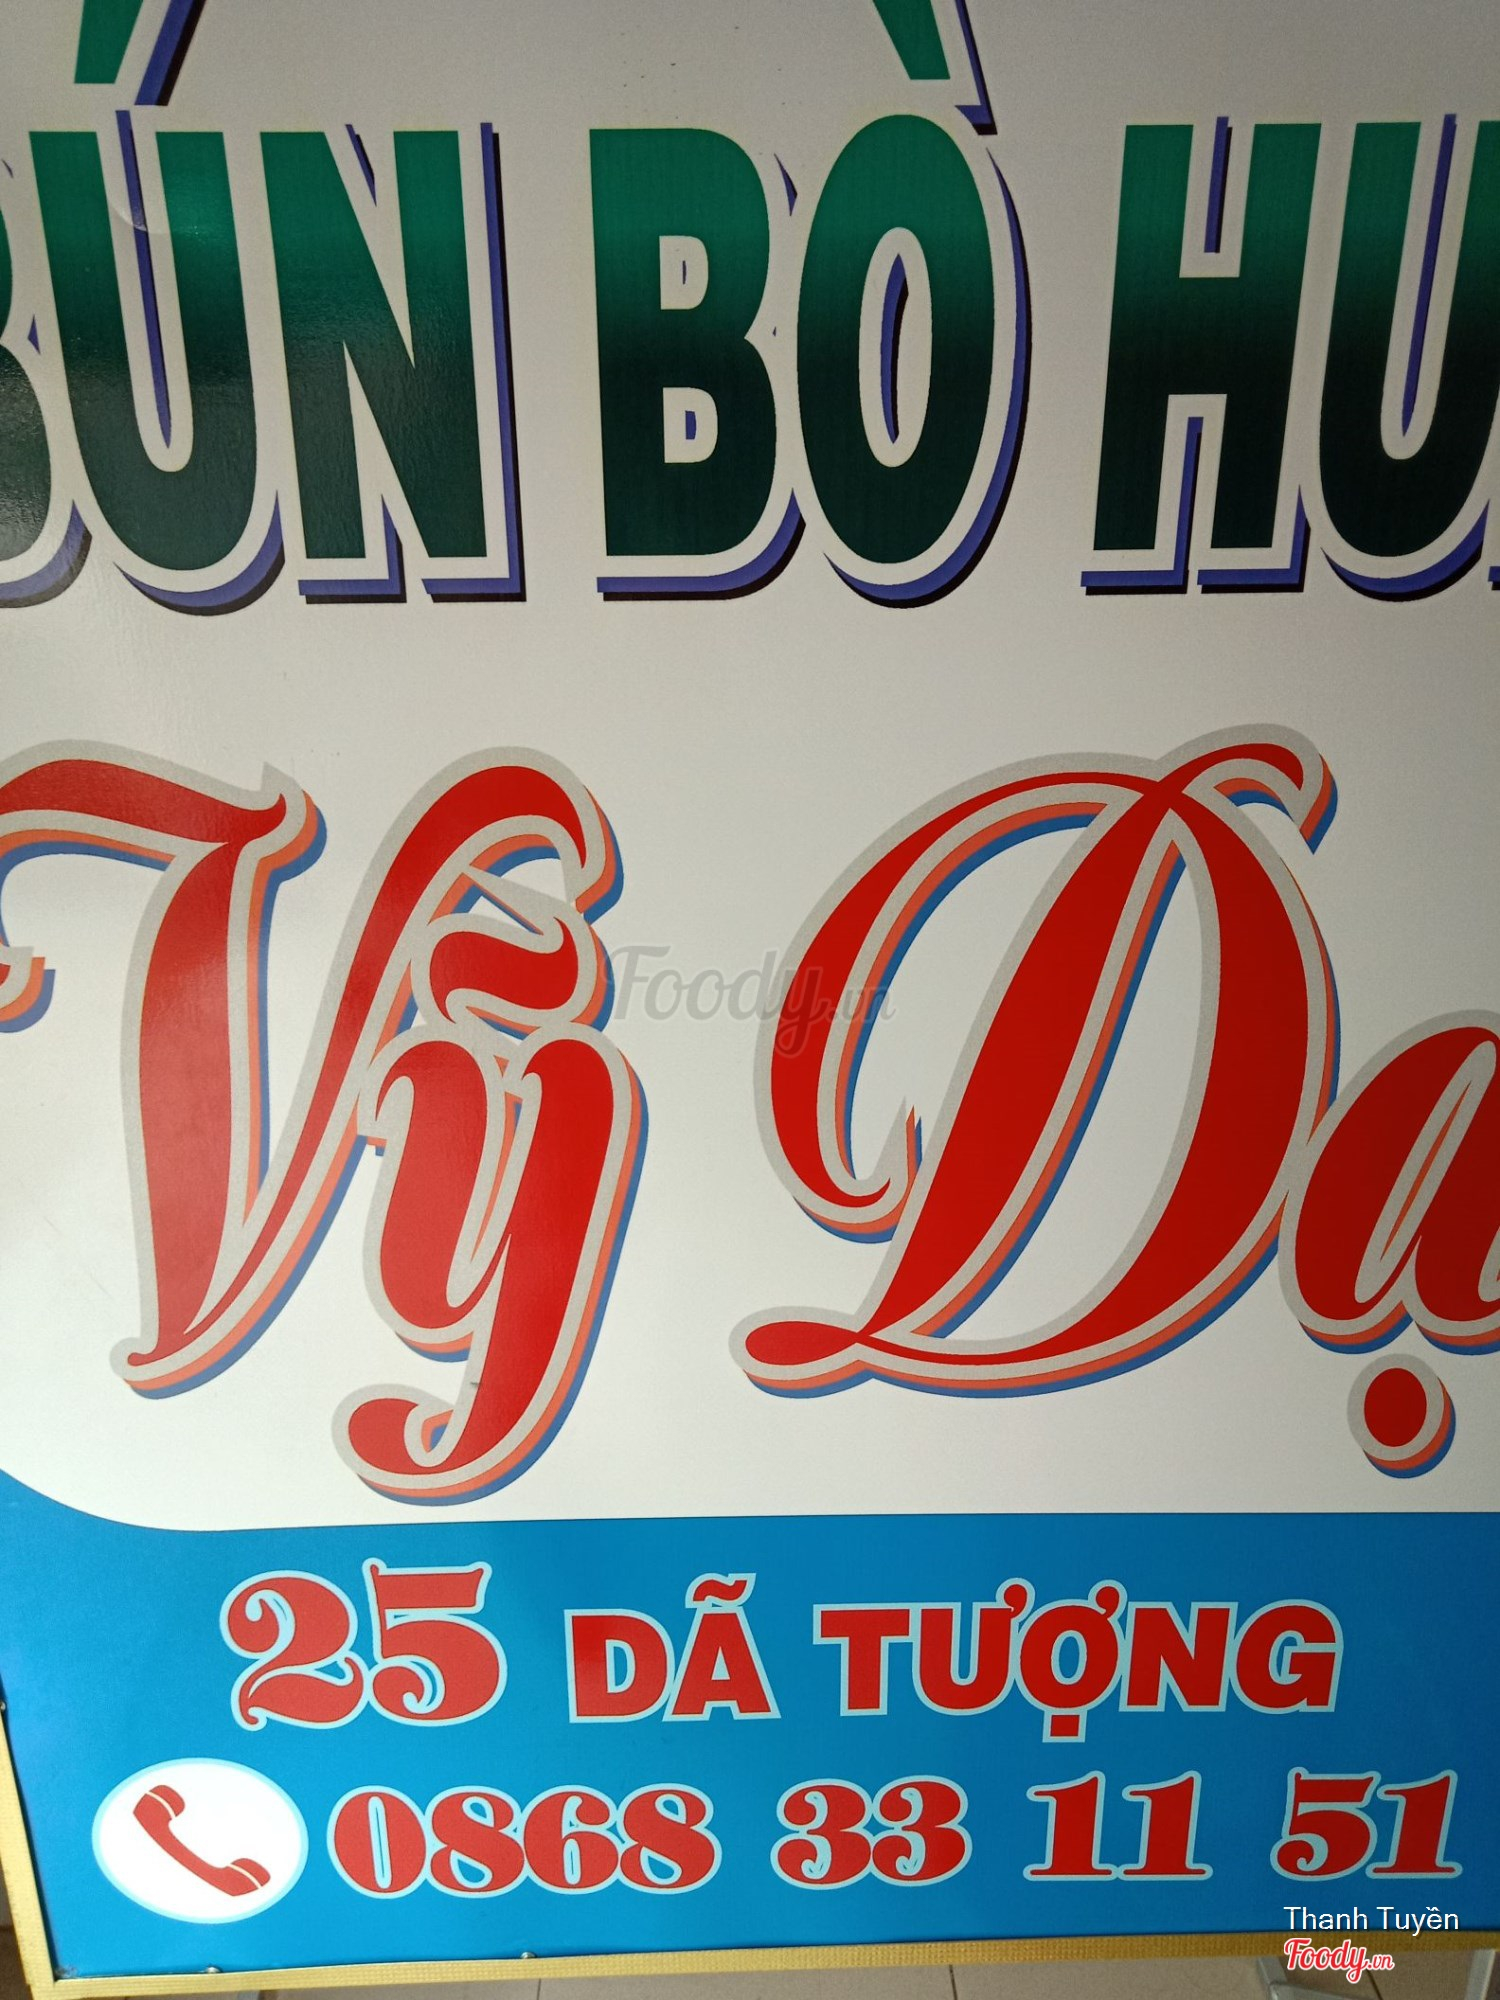 BÚN BÒ HU
Vỹ Dạ
Foody.vn
25 DÃ TƯỢNG
0868 33 11 51
Thanh Tuyền
Foody.vn